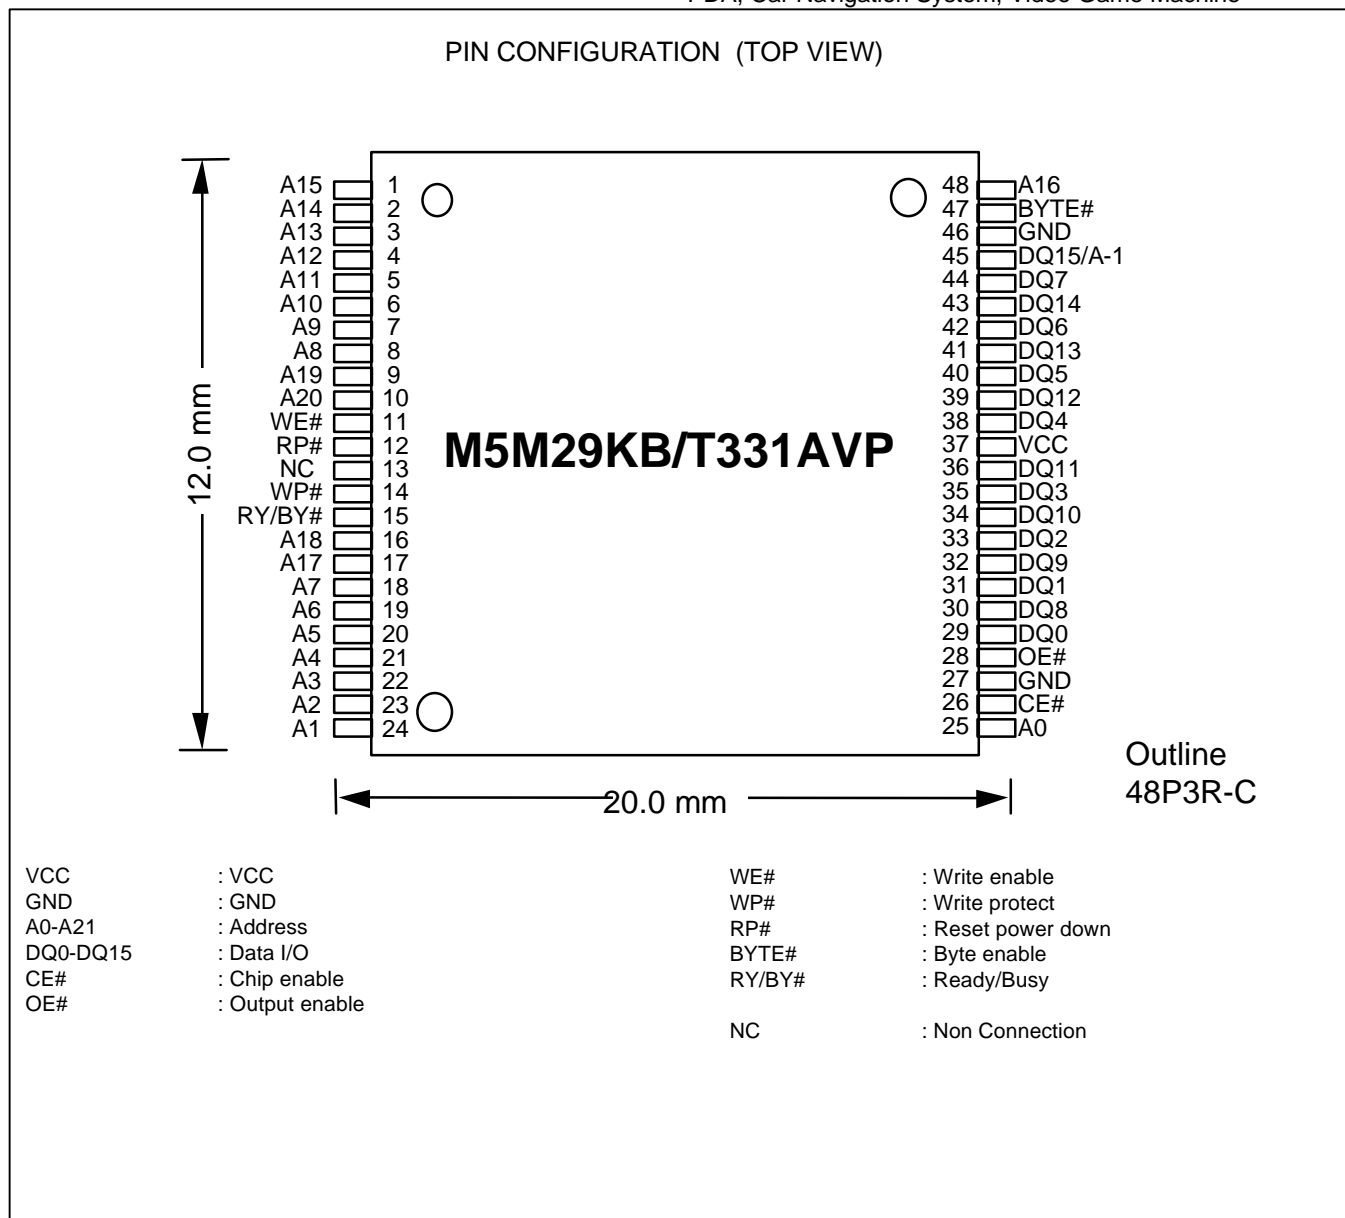 PDA, Car Navigation System, Video Game Machine
PIN CONFIGURATION (TOP VIEW)
A15 1 48 A16
A14 2 47 BYTE#
A13 3 46 GND
A12 4 45 DQ15/A-1
A11 5 44 DQ7
A10 6 43 DQ14
A9 7 42 DQ6
A8 8 41 DQ13
A19 9 40 DQ5
A20 10 39 DQ12
WE# 11 38 DQ4
RP# 12 37 VCC
NC 13 36 DQ11
WP# 14 35 DQ3
RY/BY# 15 34 DQ10
A18 16 33 DQ2
A17 17 32 DQ9
A7 18 31 DQ1
A6 19 30 DQ8
A5 20 29 DQ0
A4 21 28 OE#
A3 22 27 GND
A2 23 26 CE#
A1 24 25 A0
M5M29KB/T331AVP
12.0 mm
20.0 mm
Outline
48P3R-C
VCC : VCC
GND : GND
A0-A21 : Address
DQ0-DQ15 : Data I/O
CE# : Chip enable
OE# : Output enable
WE# : Write enable
WP# : Write protect
RP# : Reset power down
BYTE# : Byte enable
RY/BY# : Ready/Busy
NC : Non Connection